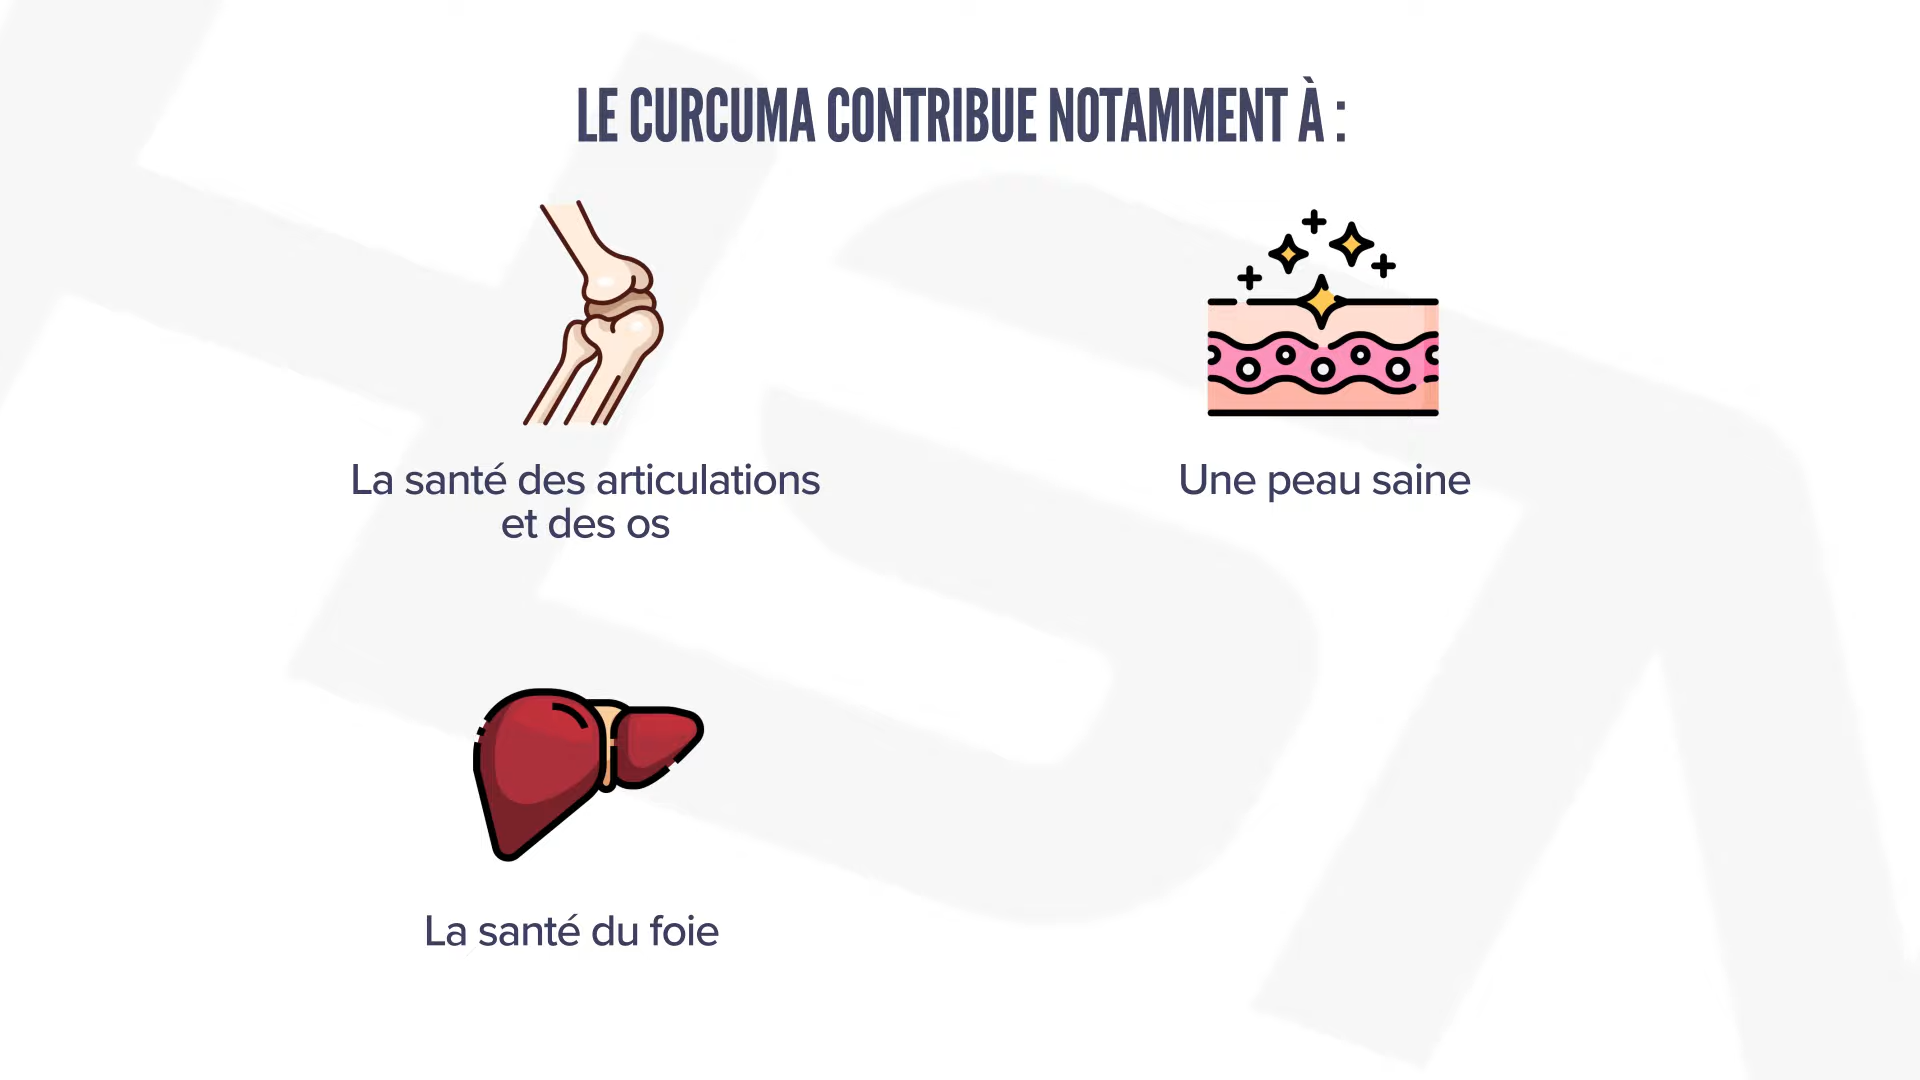 LE CURCUMA CONTRIBUE NOTAMMENT À :
La santé des articulations
et des os
Une peau saine
La santé du foie